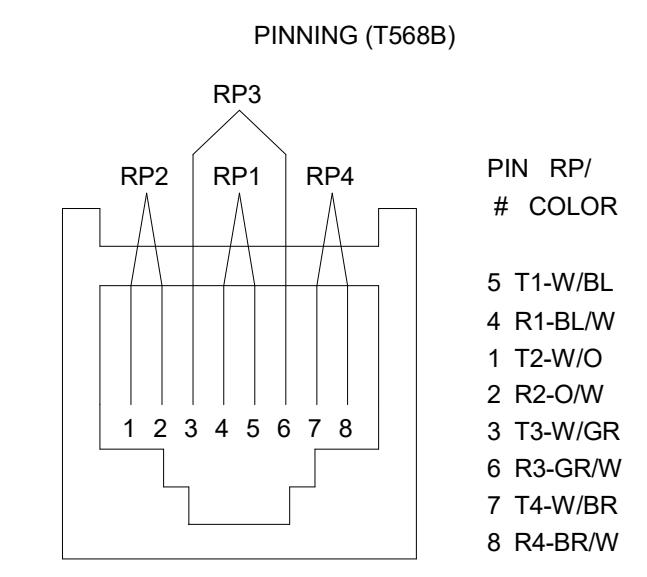 PINNING (T568B)
RP3
RP2 RP1 RP4
1 2 3 4 5 6 7 8
PIN RP/
# COLOR
5 T1-W/BL
4 R1-BL/W
1 T2-W/O
2 R2-O/W
3 T3-W/GR
6 R3-GR/W
7 T4-W/BR
8 R4-BR/W